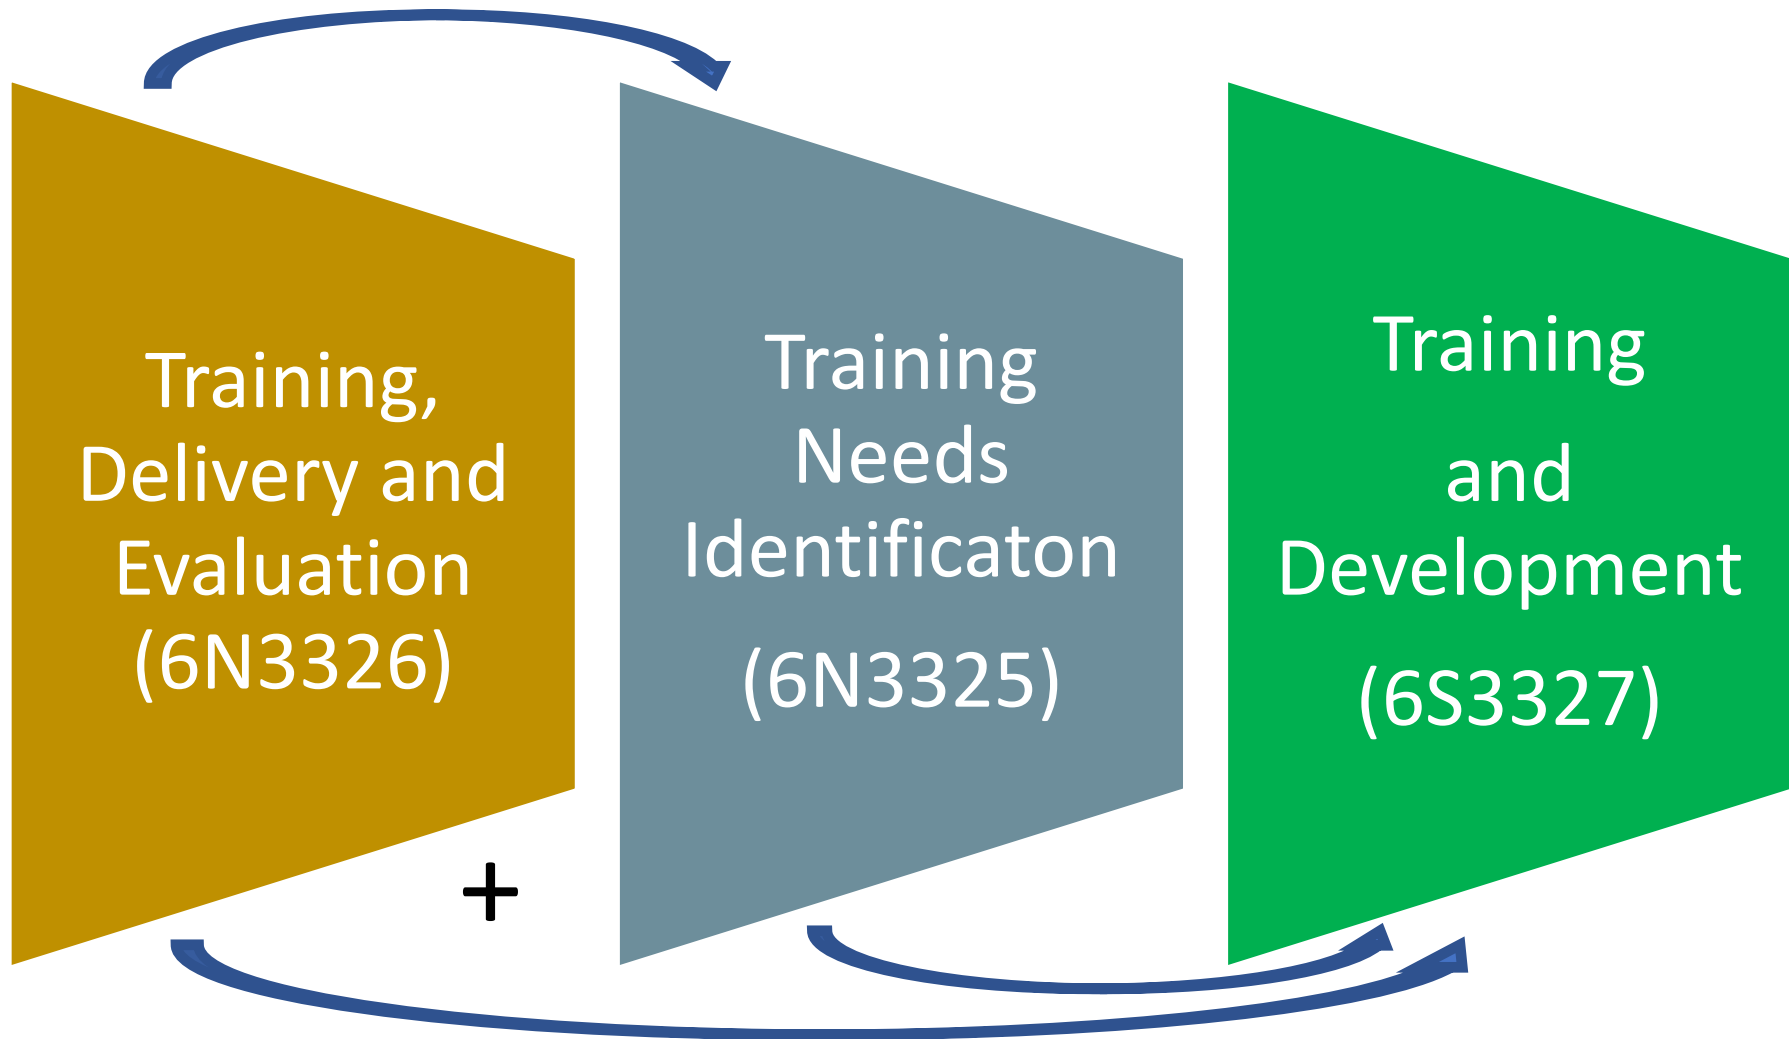 Training,
Delivery and
Evaluation
(6N3326)
+
Training
Needs
Identificaton
(6N3325)
Training
and
Development
(6S3327)